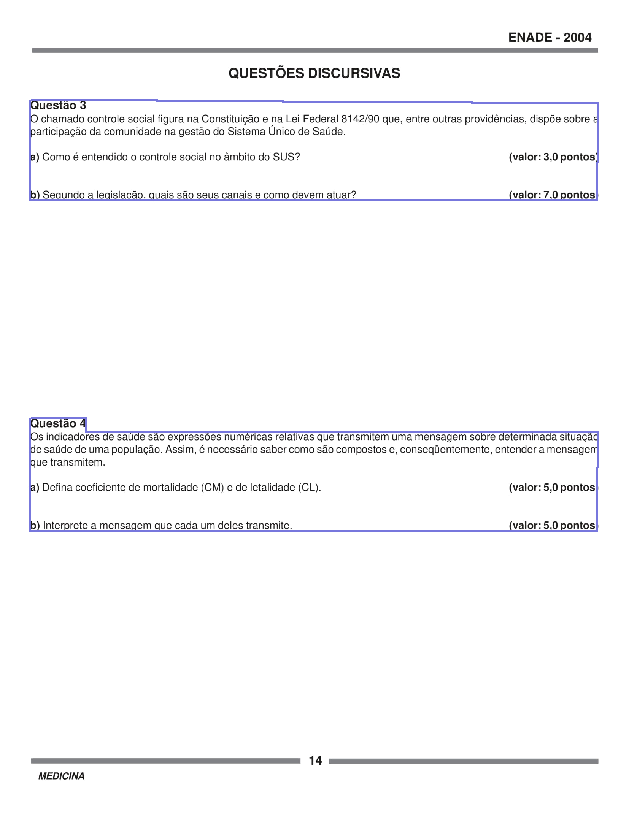 ENADE - 2004
QUESTÕES DISCURSIVAS
Questão 3
O chamado controle social figura na Constituição e na Lei Federal 8142/90 que, entre outras providências, dispõe sobre a
participação da comunidade na gestão do Sistema Único de Saúde.
a) Como é entendido o controle social no âmbito do SUS? (valor: 3,0 pontos)
b) Segundo a legislação, quais são seus canais e como devem atuar? (valor: 7,0 pontos)
Questão 4
Os indicadores de saúde são expressões numéricas relativas que transmitem uma mensagem sobre determinada situação
de saúde de uma população. Assim, é necessário saber como são compostos e, conseqüentemente, entender a mensagem
que transmitem.
a) Defina coeficiente de mortalidade (CM) e de letalidade (CL). (valor: 5,0 pontos)
b) Interprete a mensagem que cada um deles transmite. (valor: 5,0 pontos)
14
MEDICINA